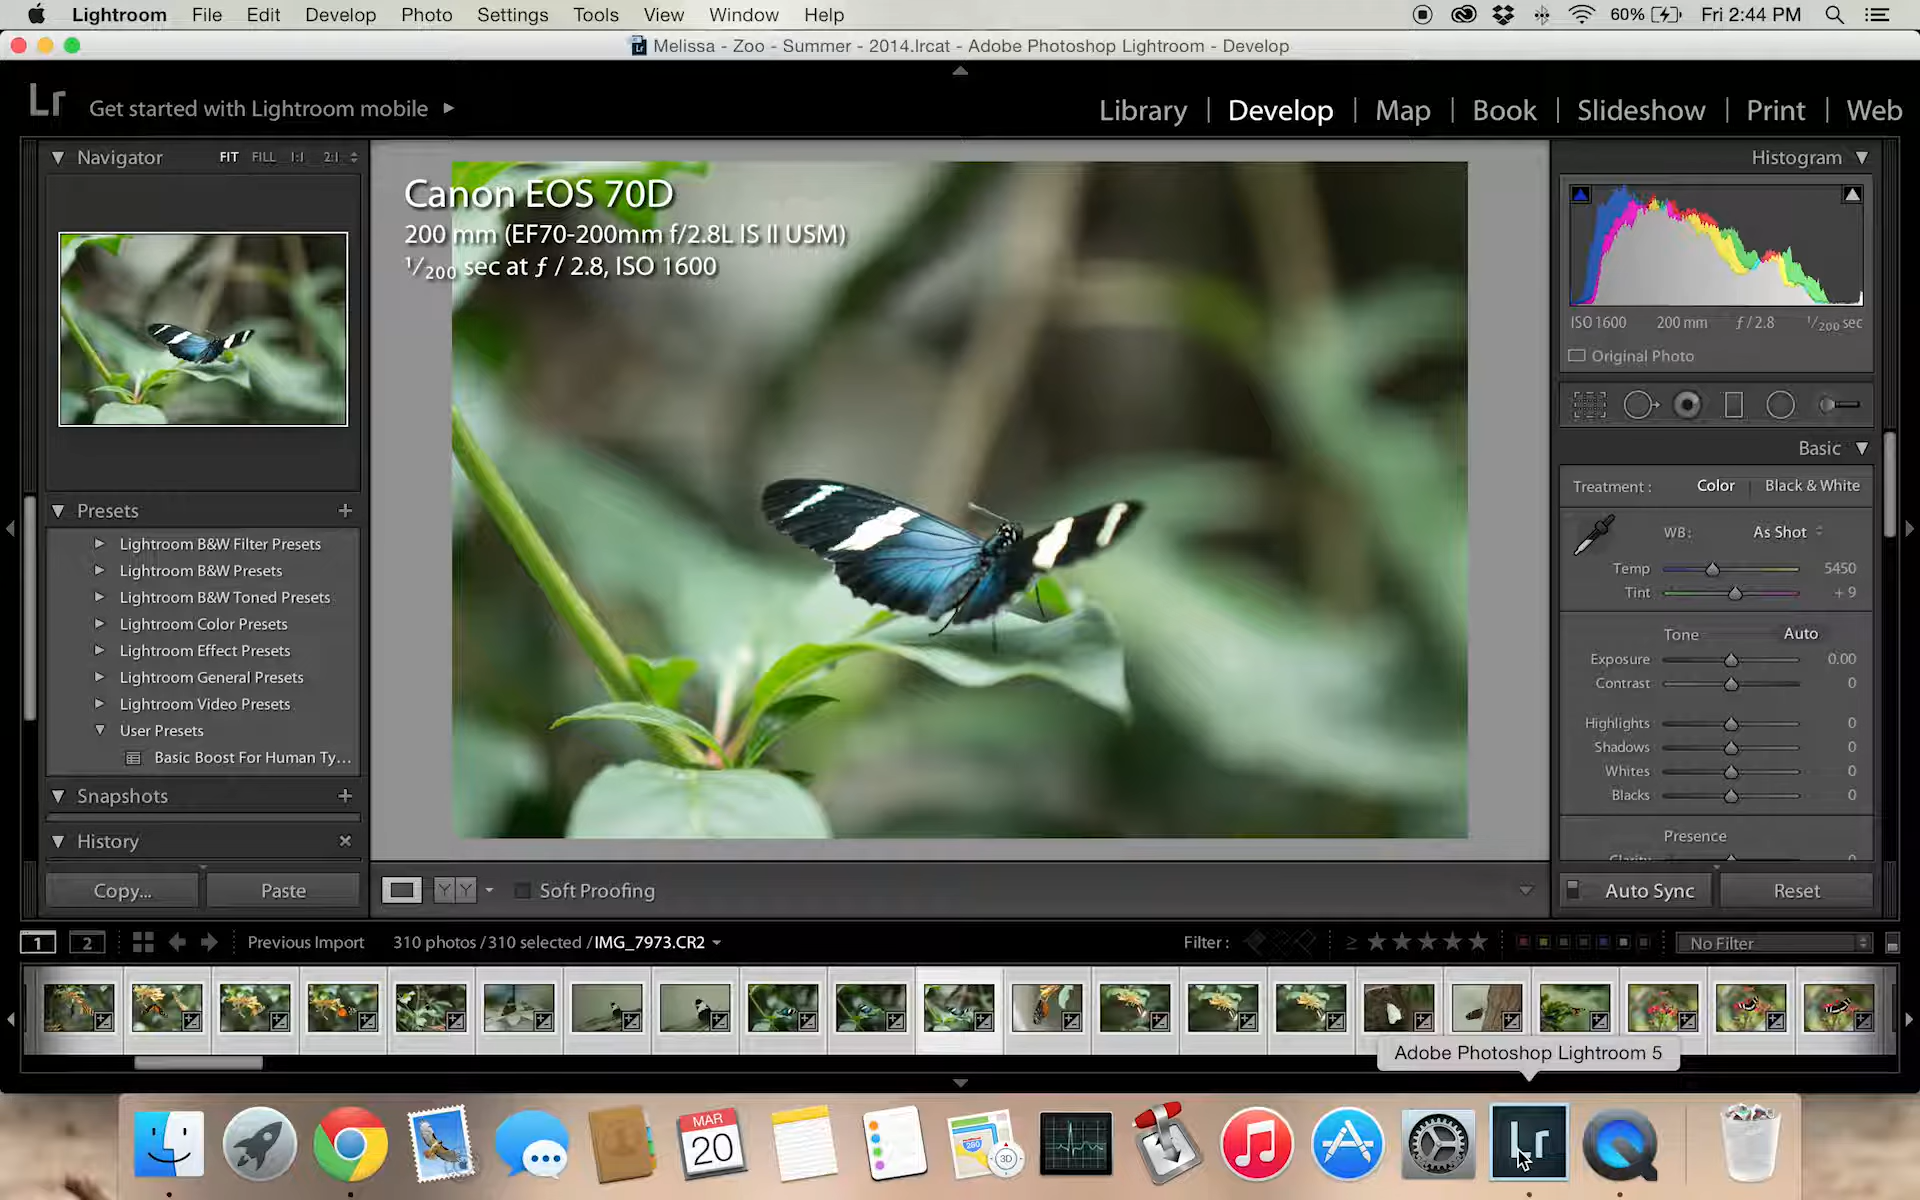 Lightroom File Edit Develop Photo Settings Tools View Window Help 60% Fri 2:44 PM
Melissa - Zoo - Summer - 2014.lrcat - Adobe Photoshop Lightroom - Develop
Lr Get started with Lightroom mobile
Library | Develop | Map | Book | Slideshow | Print | Web
Navigator FIT FILL 1:1 2:1
Canon EOS 70D
200 mm (EF70-200mm f/2.8L IS II USM)
1/200 sec at ƒ / 2.8, ISO 1600
Presets
Lightroom B&W Filter Presets
Lightroom B&W Presets
Lightroom B&W Toned Presets
Lightroom Color Presets
Lightroom Effect Presets
Lightroom General Presets
Lightroom Video Presets
User Presets
Basic Boost For Human Ty...
Snapshots
History
Copy... Paste
Soft Proofing
Histogram
ISO 1600 200 mm ƒ / 2.8 1/200 sec
Original Photo
Basic
Treatment : Color Black & White
WB: As Shot
Temp 5450
Tint + 9
Tone Auto
Exposure 0.00
Contrast 0
Highlights 0
Shadows 0
Whites 0
Blacks 0
Presence
Clarity 0
Auto Sync Reset
1 2 Previous Import 310 photos / 310 selected / IMG_7973.CR2 Filter : No Filter
Adobe Photoshop Lightroom 5
MAR
20
280
3D
Lr